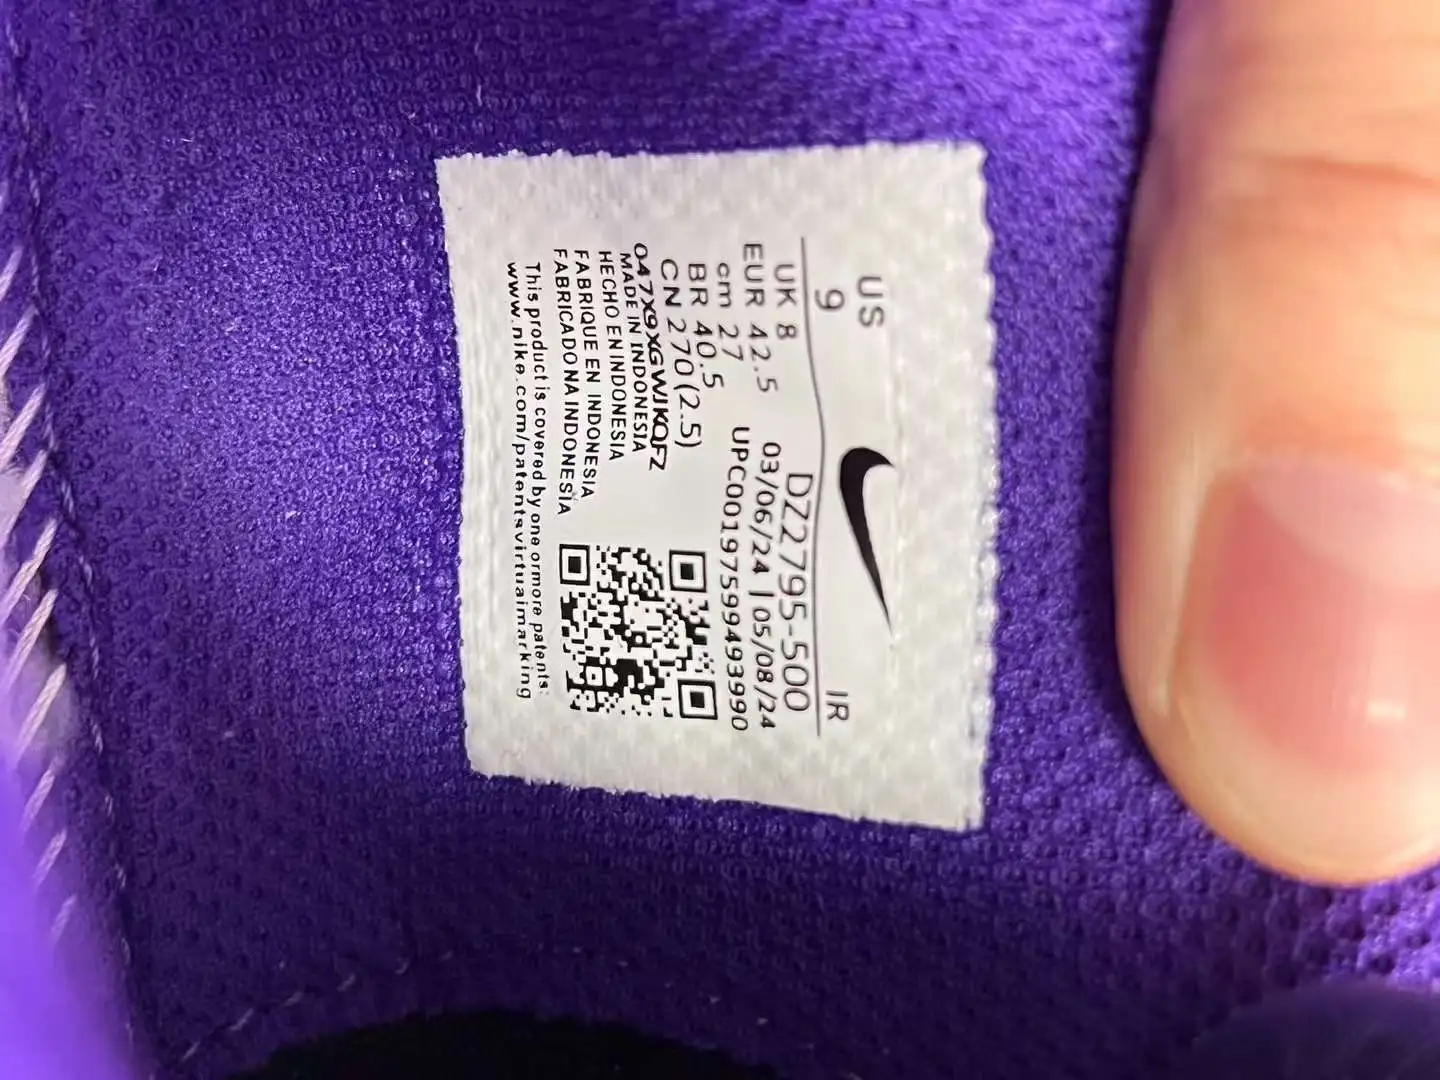 US
9
IR
UK 8
DZ2795-500
EUR 42.5
03/06/24 | 05/08/24
cm 27
UPC00197599493990
BR 40.5
CN 270(2.5)
047X9XGWJKQFZ
MADE IN INDONESIA
HECHO EN INDONESIA
FABRIQUE EN INDONESIA
FABRICADO NA INDONESÍA
This product is covered by one ormore patents:
www.nike.com/patentsvirtuaimarking